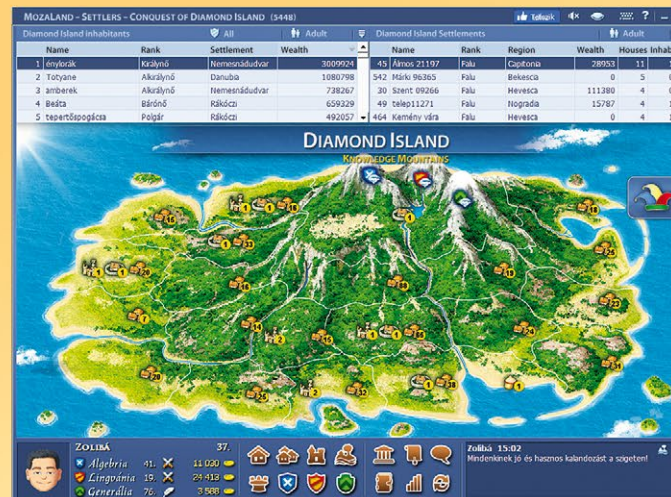 MOZALAND - SETTLERS - CONQUEST OF DIAMOND ISLAND (5448)
Tetszik
?
Diamond Island inhabitants All Adult
Name Rank Settlement Wealth
1 énylorák Királynő Nemesnádudvar 3009924
2 Totyane Alkirálynő Danubia 1080798
3 amberek Alkirálynő Nemesnádudvar 738267
4 Beáta Bárónő Rákóczi 659329
5 tepertőspogácsa Polgár Rákóczi 492057
Diamond Island Settlements Adult
Name Rank Region Wealth Houses Inhab
45 Álmos 21197 Falu Capitonia 28953 11
542 Márki 96365 Falu Bekescia 0 5
30 Szent 09266 Falu Hevesca 111380 4
49 telep11271 Falu Nogradia 15787 4
464 Kemény vára Falu Hevesca 0 4
DIAMOND ISLAND
KNOWLEDGE MOUNTAINS
ZOLIBÁ 37.
Algebria 41. 11 030
Lingpánia 19. 24 413
Generália 76. 3 588
Zolibá 15:02
Mindenkinek jó és hasznos kalandozást a szigeten!